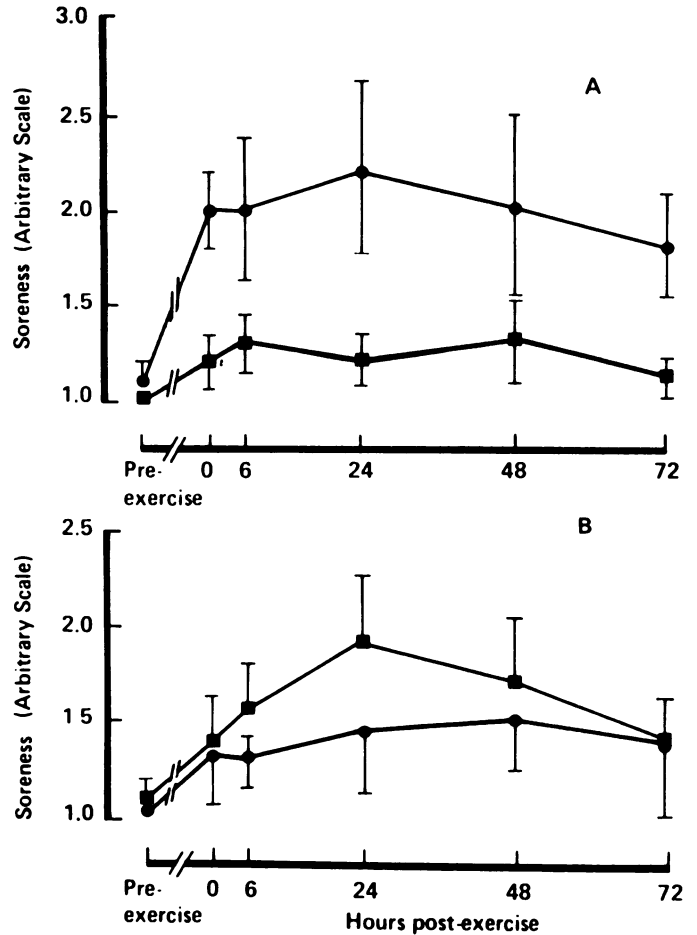 3.0
A
2.5
2.0
1.5
1.0
Soreness (Arbitrary Scale)
Pre-
exercise
0 6 24 48 72
2.5
B
2.0
1.5
1.0
Soreness (Arbitrary Scale)
Pre-
exercise
0 6 24 48 72
Hours post-exercise